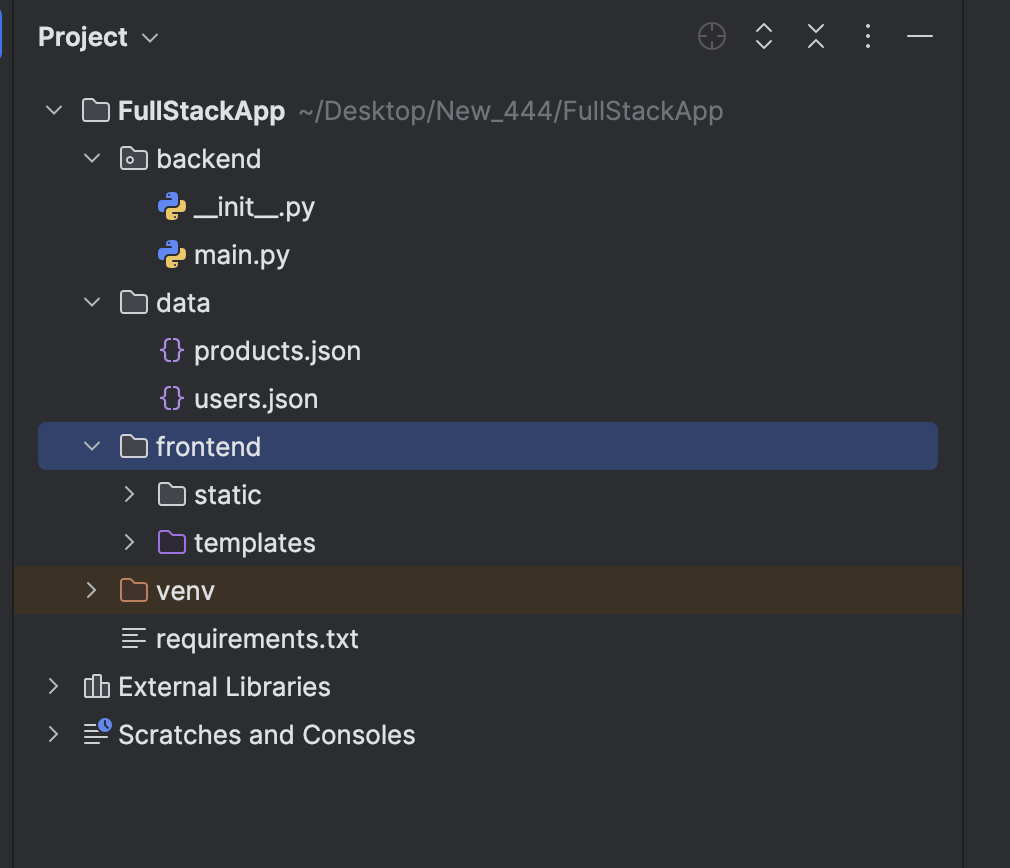 Project
FullStackApp ~/Desktop/New_444/FullStackApp
backend
__init__.py
main.py
data
products.json
users.json
frontend
static
templates
venv
requirements.txt
External Libraries
Scratches and Consoles